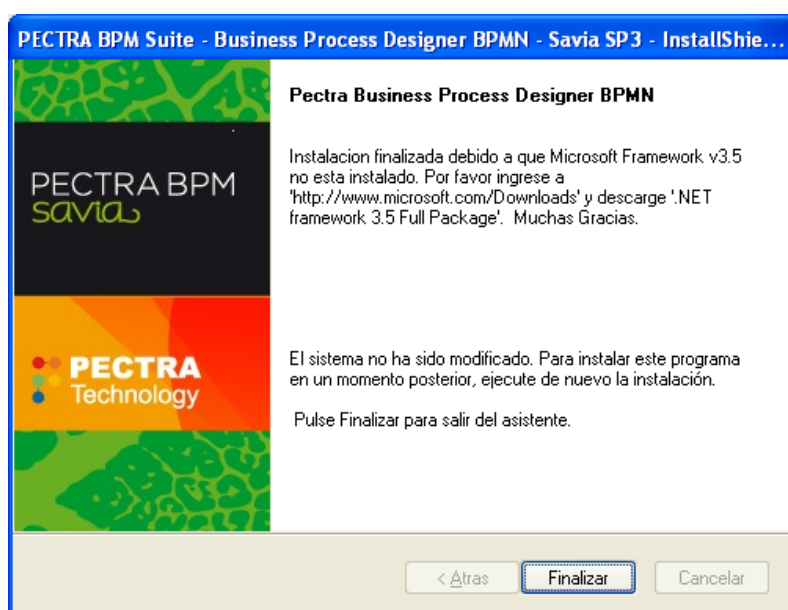 PECTRA BPM Suite - Business Process Designer BPMN - Savia SP3 - InstallShie...
Pectra Business Process Designer BPMN
Instalacion finalizada debido a que Microsoft Framework v3.5
no esta instalado. Por favor ingrese a
'http://www.microsoft.com/Downloads' y descarge '.NET
framework 3.5 Full Package'. Muchas Gracias.
PECTRA BPM
savia
PECTRA
Technology
El sistema no ha sido modificado. Para instalar este programa
en un momento posterior, ejecute de nuevo la instalación.
Pulse Finalizar para salir del asistente.
< Atras
Finalizar
Cancelar